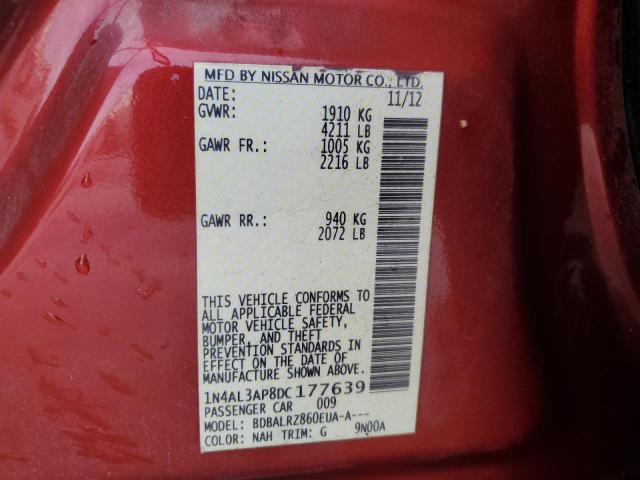 MFD BY NISSAN MOTOR CO., LTD.
DATE: 11/12
GVWR: 1910 KG
4211 LB
GAWR FR.: 1005 KG
2216 LB
GAWR RR.: 940 KG
2072 LB
THIS VEHICLE CONFORMS TO
ALL APPLICABLE FEDERAL
MOTOR VEHICLE SAFETY,
BUMPER, AND THEFT
PREVENTION STANDARDS IN
EFFECT ON THE DATE OF
MANUFACTURE SHOWN ABOVE.
1N4AL3AP8DC177639
PASSENGER CAR 009
MODEL: BDBALRZ860EUA-A---
COLOR: NAH TRIM: G 9N00A